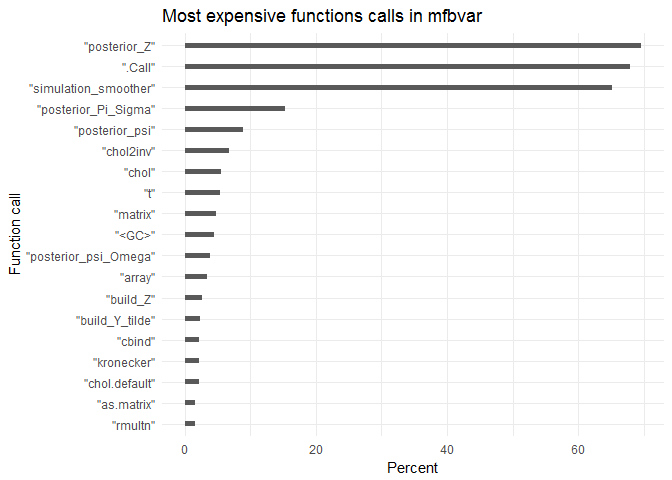 Most expensive functions calls in mfbvar
Function call
"posterior_Z"
".Call"
"simulation_smoother"
"posterior_Pi_Sigma"
"posterior_psi"
"chol2inv"
"chol"
"t"
"matrix"
"<GC>"
"posterior_psi_Omega"
"array"
"build_Z"
"build_Y_tilde"
"cbind"
"kronecker"
"chol.default"
"as.matrix"
"rmultn"
0 20 40 60
Percent